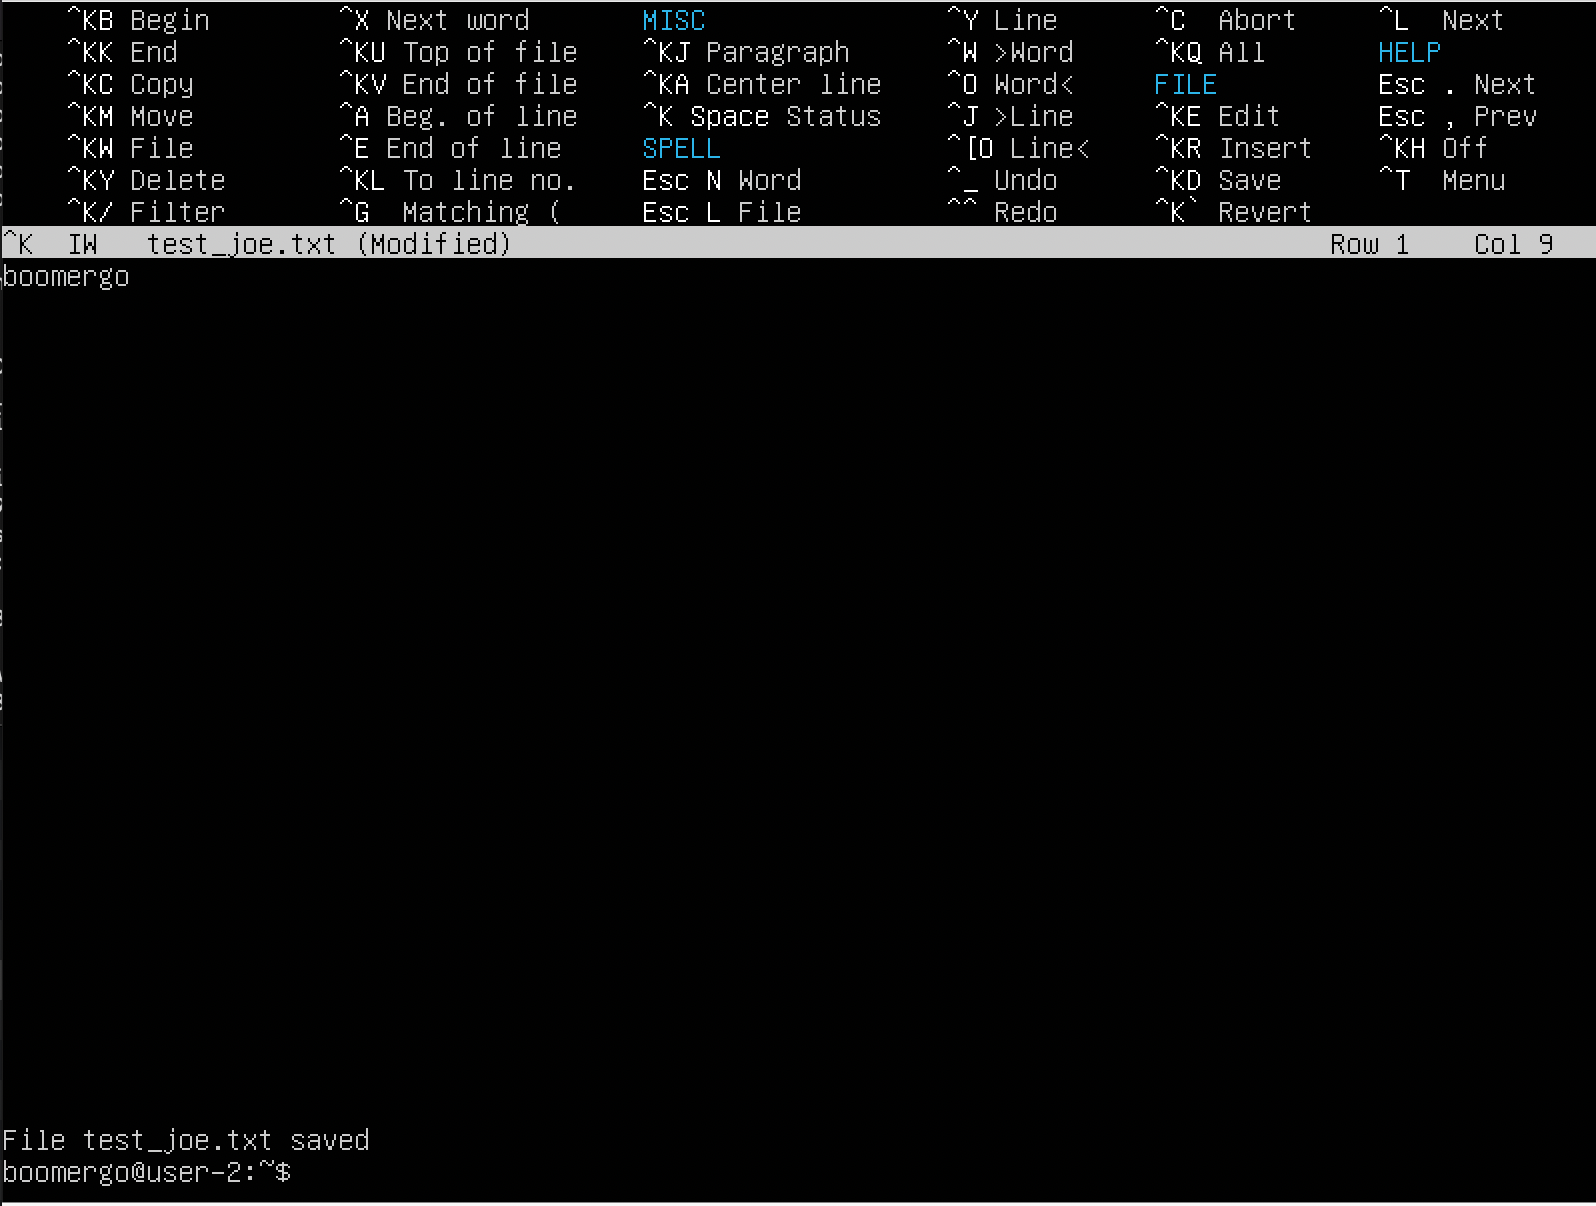 ^KB Begin ^X Next word MISC ^Y Line ^C Abort ^L Next
^KK End ^KU Top of file ^KJ Paragraph ^W >Word ^KQ All HELP
^KC Copy ^KV End of file ^KA Center line ^O Word< FILE Esc . Next
^KM Move ^A Beg. of line ^K Space Status ^J >Line ^KE Edit Esc , Prev
^KW File ^E End of line SPELL ^[O Line< ^KR Insert ^KH Off
^KY Delete ^KL To line no. Esc N Word ^_ Undo ^KD Save ^T Menu
^K/ Filter ^G Matching ( Esc L File ^^ Redo ^K` Revert
^K IW test_joe.txt (Modified) Row 1 Col 9
boomergo
File test_joe.txt saved
boomergo@user-2:~$